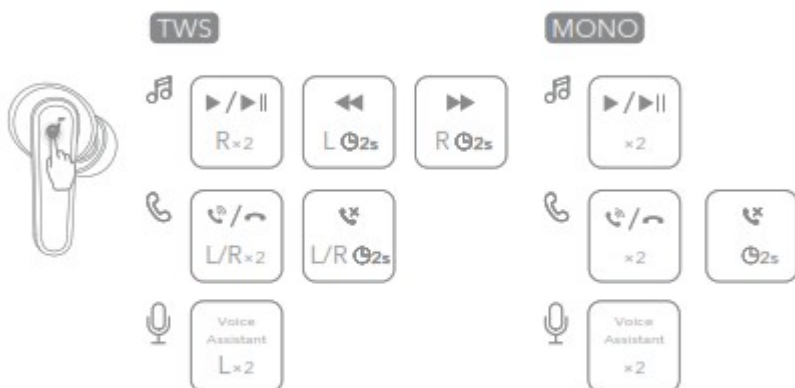 TWS
MONO
R×2
L 2s
R 2s
×2
L/R×2
L/R 2s
×2
2s
Voice
Assistant
L×2
Voice
Assistant
×2